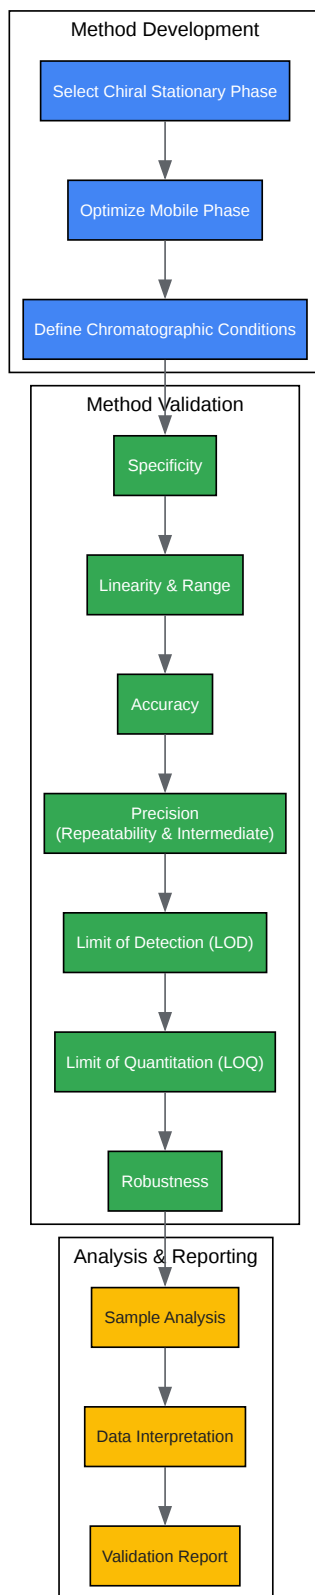 Method Development
Select Chiral Stationary Phase
Optimize Mobile Phase
Define Chromatographic Conditions
Method Validation
Specificity
Linearity & Range
Accuracy
Precision
(Repeatability & Intermediate)
Limit of Detection (LOD)
Limit of Quantitation (LOQ)
Robustness
Analysis & Reporting
Sample Analysis
Data Interpretation
Validation Report